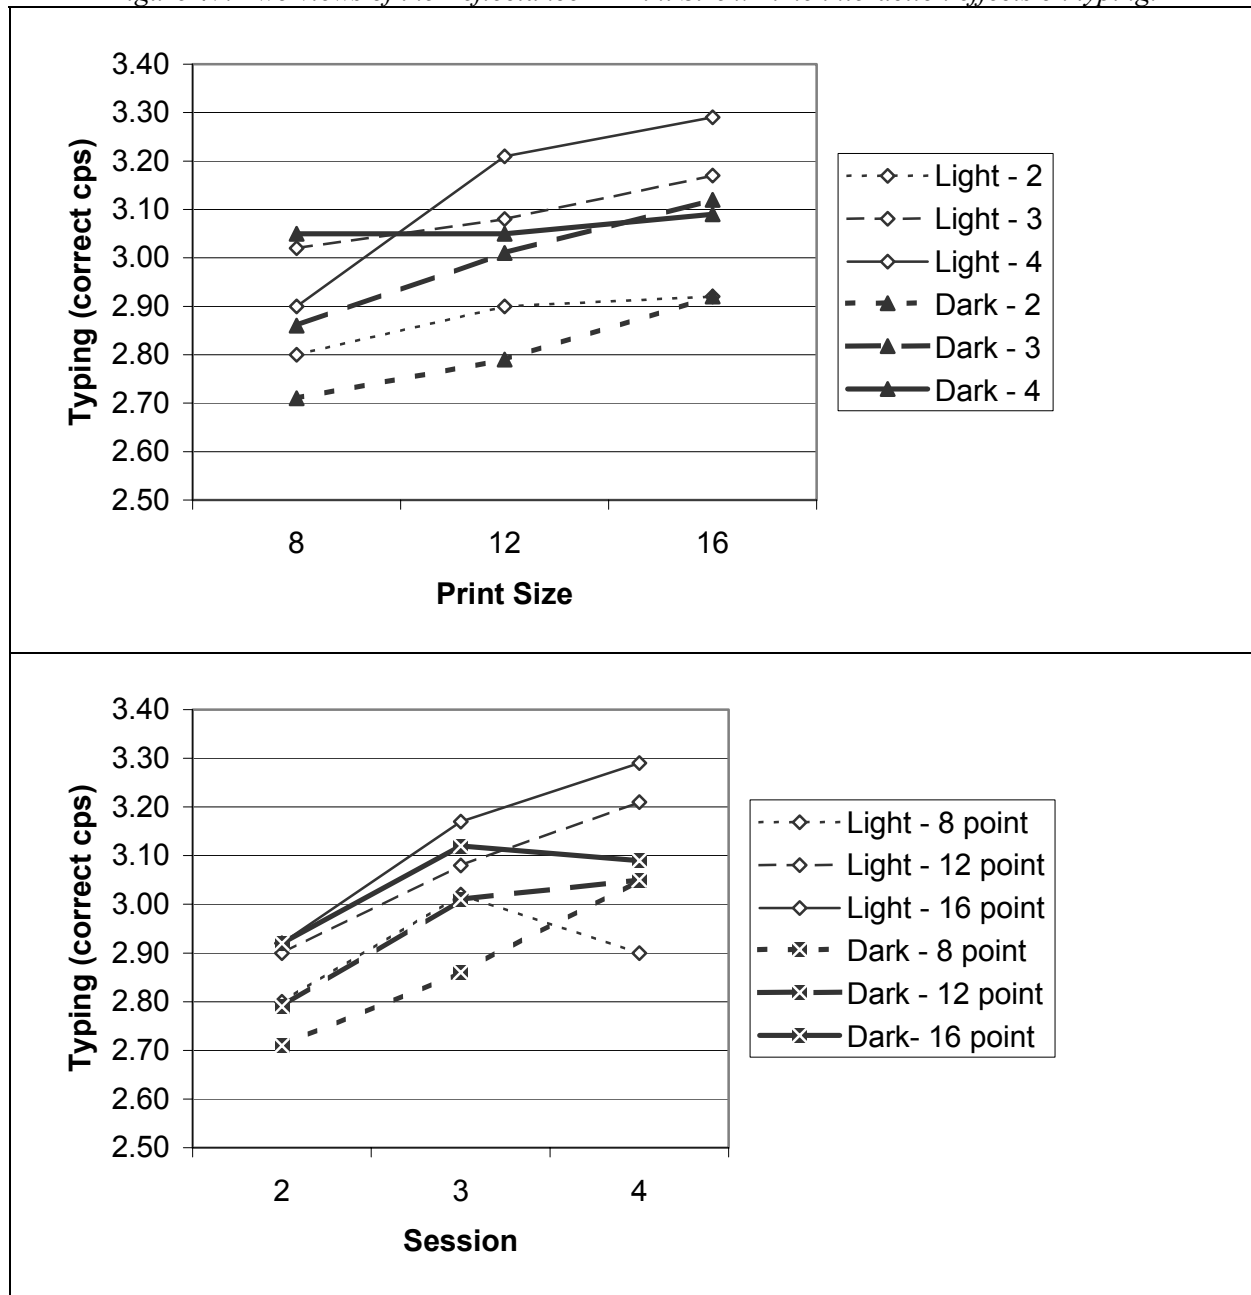 3.40
3.30
3.20
3.10
3.00
2.90
2.80
2.70
2.60
2.50
Typing (correct cps)
8 12 16
Print Size
Light - 2
Light - 3
Light - 4
Dark - 2
Dark - 3
Dark - 4
3.40
3.30
3.20
3.10
3.00
2.90
2.80
2.70
2.60
2.50
Typing (correct cps)
2 3 4
Session
Light - 8 point
Light - 12 point
Light - 16 point
Dark - 8 point
Dark - 12 point
Dark- 16 point